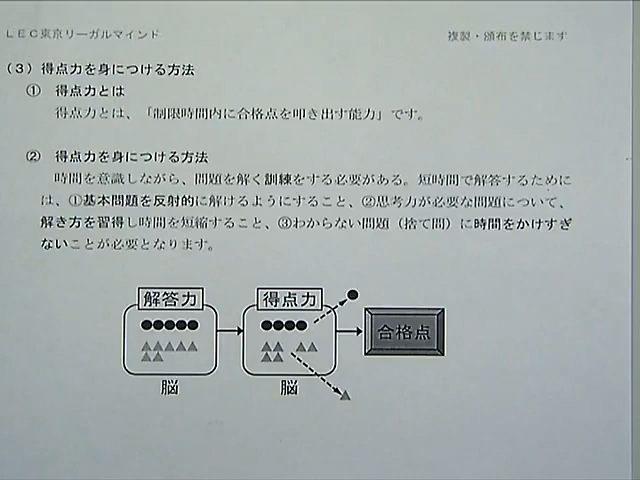 LEC東京リーガルマインド
複製・頒布を禁じます
（3）得点力を身につける方法
① 得点力とは
得点力とは、「制限時間内に合格点を叩き出す能力」です。
② 得点力を身につける方法
時間を意識しながら、問題を解く訓練をする必要がある。短時間で解答するために
は、①基本問題を反射的に解けるようにすること、②思考力が必要な問題について、
解き方を習得し時間を短縮すること、③わからない問題（捨て問）に時間をかけすぎ
ないことが必要となります。
解答力
得点力
合格点
脳
脳